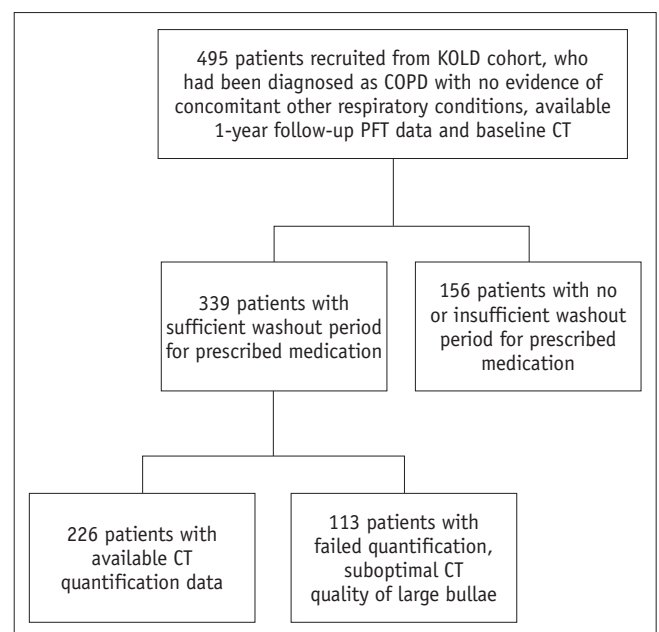 495 patients recruited from KOLD cohort, who
had been diagnosed as COPD with no evidence of
concomitant other respiratory conditions, available
1-year follow-up PFT data and baseline CT
339 patients with
sufficient washout period
for prescribed medication
156 patients with no
or insufficient washout
period for prescribed
medication
226 patients with
available CT
quantification data
113 patients with
failed quantification,
suboptimal CT
quality of large bullae